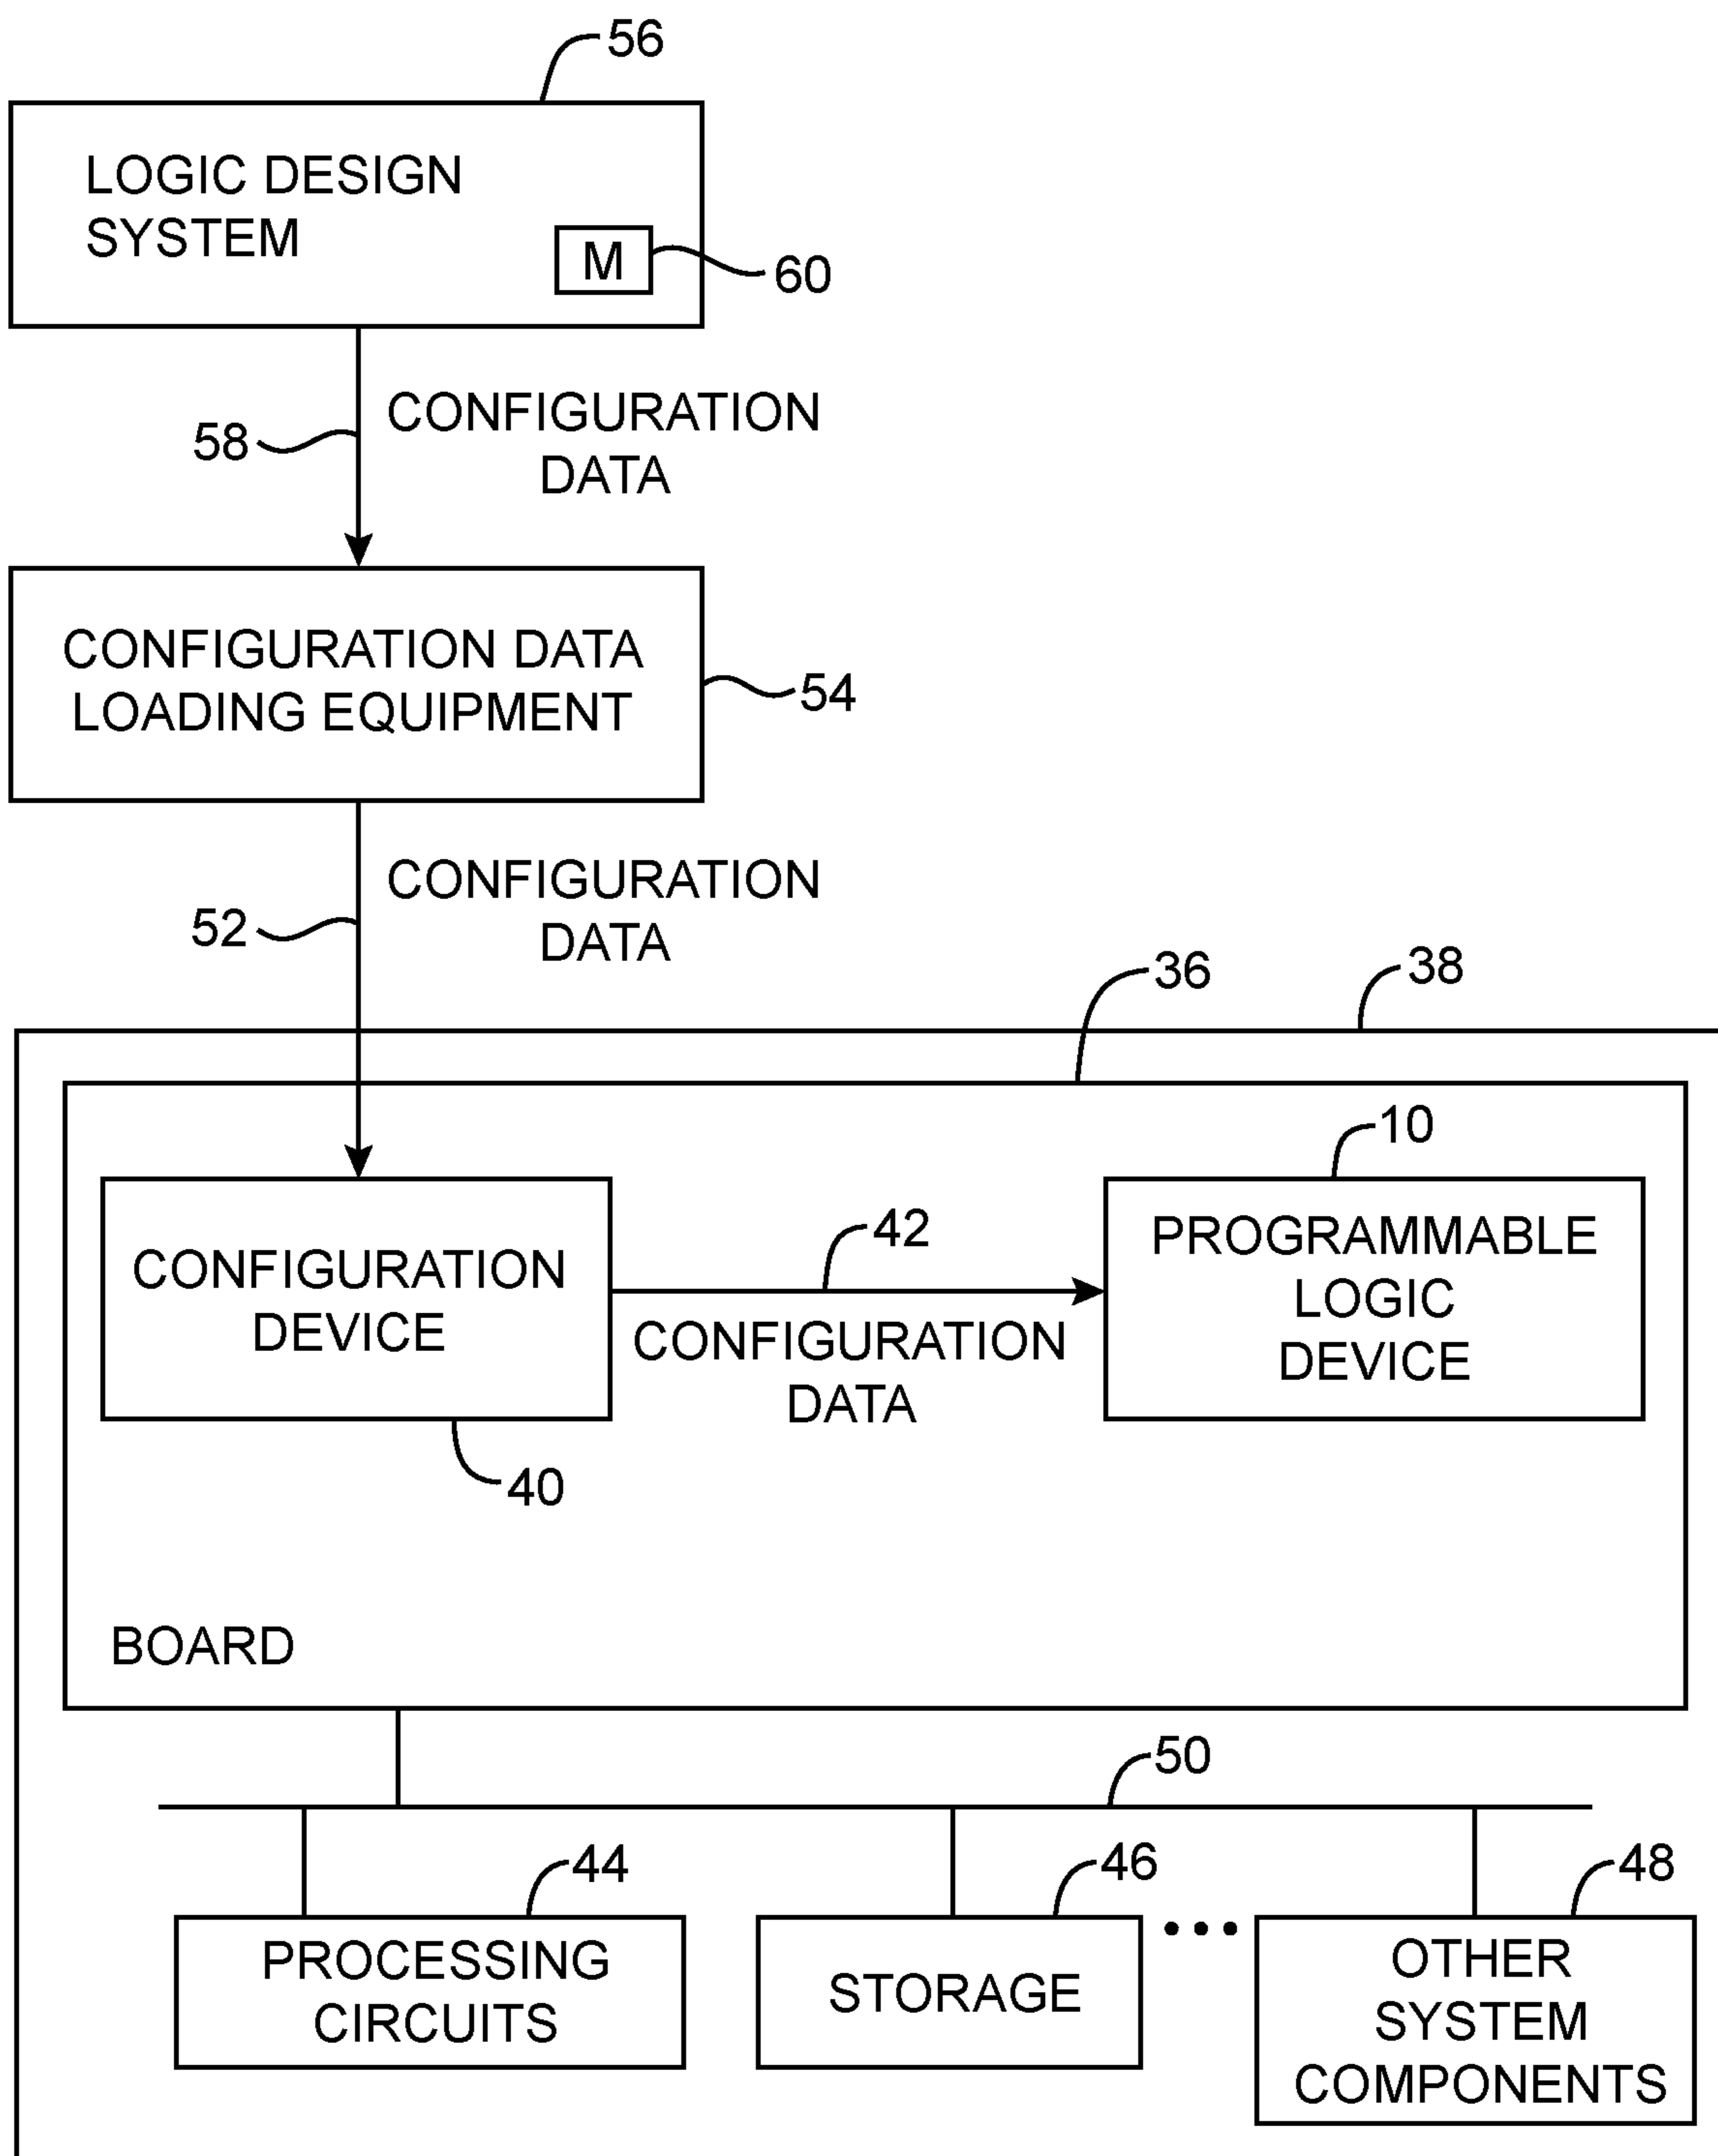 56
LOGIC DESIGN
SYSTEM
M
60
58
CONFIGURATION
DATA
CONFIGURATION DATA
LOADING EQUIPMENT
54
52
CONFIGURATION
DATA
36
38
10
CONFIGURATION
DEVICE
40
42
CONFIGURATION
DATA
PROGRAMMABLE
LOGIC
DEVICE
BOARD
50
44
46
48
PROCESSING
CIRCUITS
STORAGE
OTHER
SYSTEM
COMPONENTS